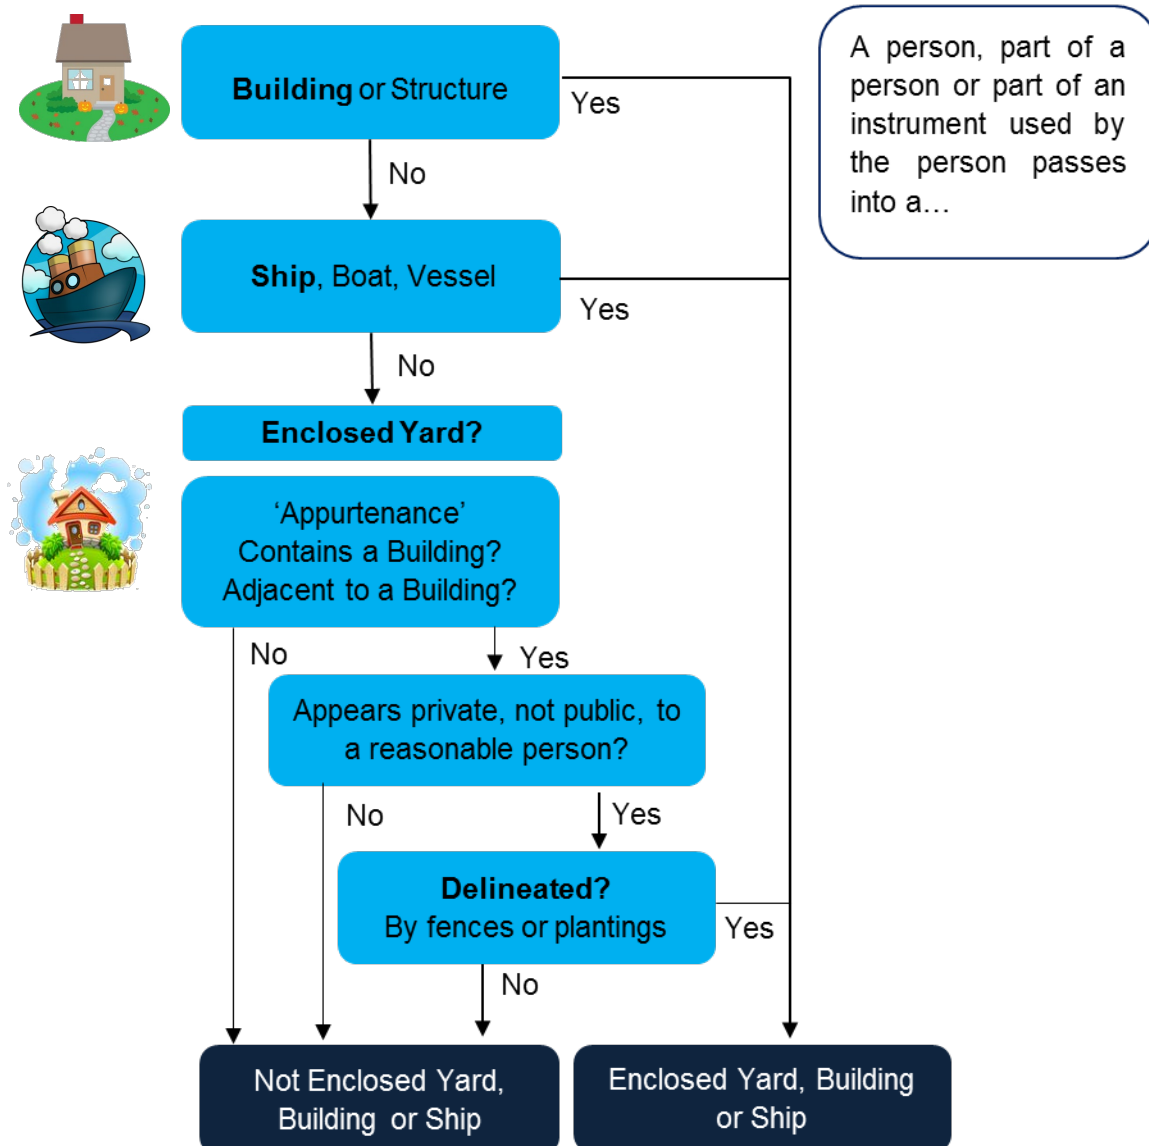 Building or Structure
Yes
A person, part of a
person or part of an
instrument used by
the person passes
into a…
No
Ship, Boat, Vessel
Yes
No
Enclosed Yard?
‘Appurtenance’
Contains a Building?
Adjacent to a Building?
No
Yes
Appears private, not public, to
a reasonable person?
No
Yes
Delineated?
By fences or plantings
Yes
No
Not Enclosed Yard,
Building or Ship
Enclosed Yard, Building
or Ship